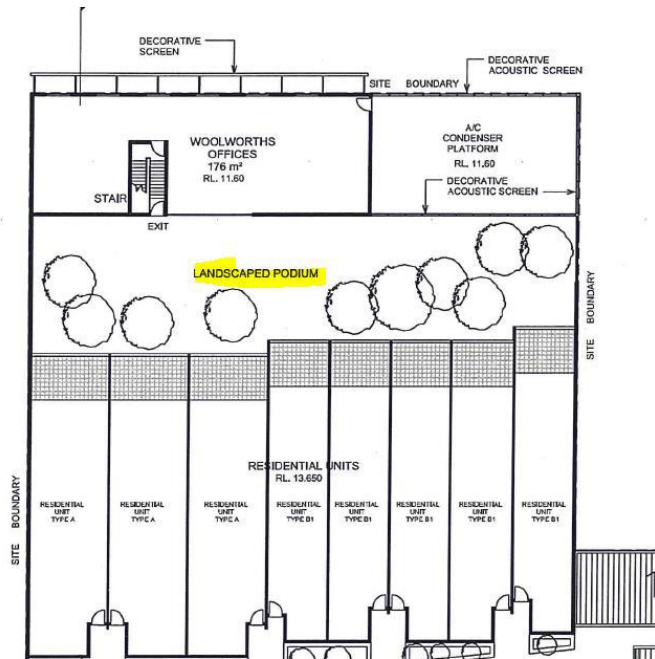 DECORATIVE
SCREEN
DECORATIVE
ACOUSTIC SCREEN
SITE BOUNDARY
WOOLWORTHS
OFFICES
176 m²
RL. 11.60
A/C
CONDENSER
PLATFORM
RL. 11.60
DECORATIVE
ACOUSTIC SCREEN
STAIR
EXIT
LANDSCAPED PODIUM
SITE BOUNDARY
RESIDENTIAL UNITS
RL. 13.650
RESIDENTIAL
UNIT
TYPE A
RESIDENTIAL
UNIT
TYPE A
RESIDENTIAL
UNIT
TYPE A
RESIDENTIAL
UNIT
TYPE B1
RESIDENTIAL
UNIT
TYPE B1
RESIDENTIAL
UNIT
TYPE B1
RESIDENTIAL
UNIT
TYPE B1
RESIDENTIAL
UNIT
TYPE B1
SITE BOUNDARY